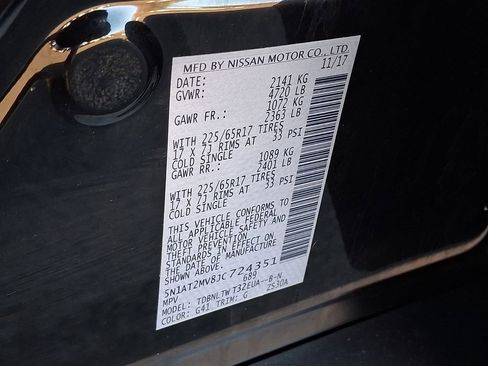 MFD BY NISSAN MOTOR CO., LTD.
DATE: 11/17
GVWR: 2141 KG
4720 LB
GAWR FR.: 1072 KG
2363 LB
WITH 225/65R17 TIRES
17 X 7J RIMS AT 33 PSI
COLD SINGLE
GAWR RR.: 1089 KG
LB
WITH 225/65R17 TIRES
17 X 7J RIMS AT 33 PSI
COLD SINGLE
THIS VEHICLE CONFORMS TO
ALL APPLICABLE FEDERAL
MOTOR VEHICLE SAFETY AND
THEFT PREVENTION
STANDARDS IN EFFECT ON
THE DATE OF MANUFACTURE
SHOWN ABOVE.
5N1AT2MV8JC724351
MPV 689
MODEL: TDBNLTW T32EUA--B-N
COLOR: G41 TRIM: G